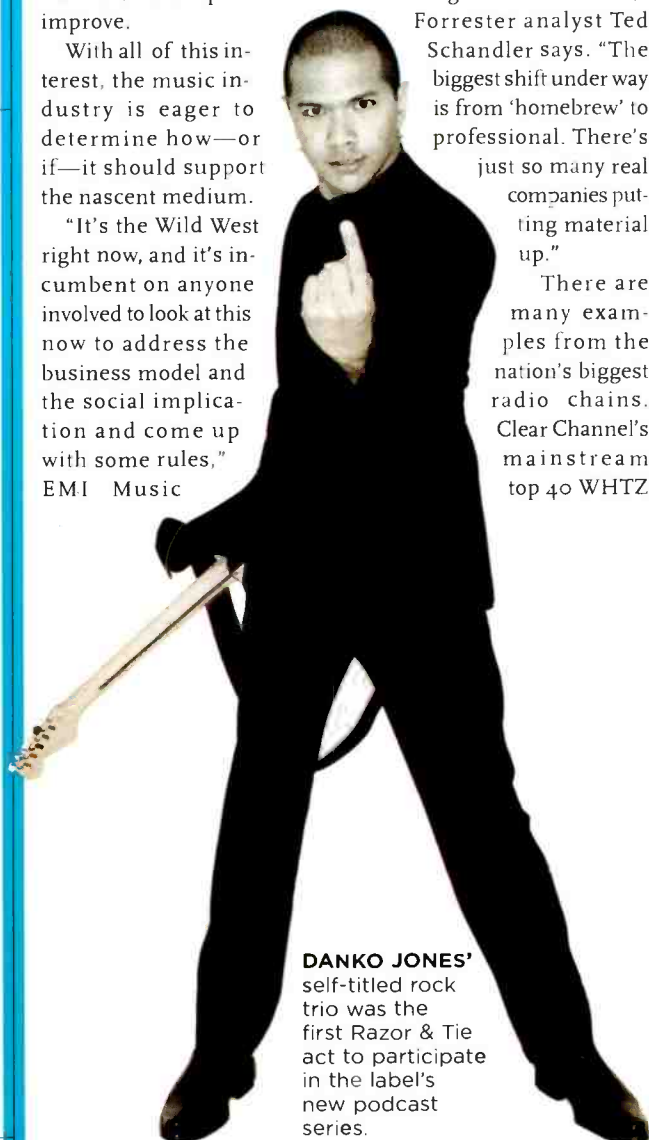 improve.
With all of this in-
terest, the music in-
dustry is eager to
determine how—or
if—it should support
the nascent medium.
"It's the Wild West
right now, and it's in-
cumbent on anyone
involved to look at this
now to address the
business model and
the social implica-
tion and come up
with some rules,"
EMI Music
Forrester analyst Ted
Schandler says. "The
biggest shift under way
is from 'homebrew' to
professional. There's
just so many real
companies put-
ting material
up."
There are
many exam-
ples from the
nation's biggest
radio chains.
Clear Channel's
mainstream
top 40 WHTZ
DANKO JONES'
self-titled rock
trio was the
first Razor & Tie
act to participate
in the label's
new podcast
series.